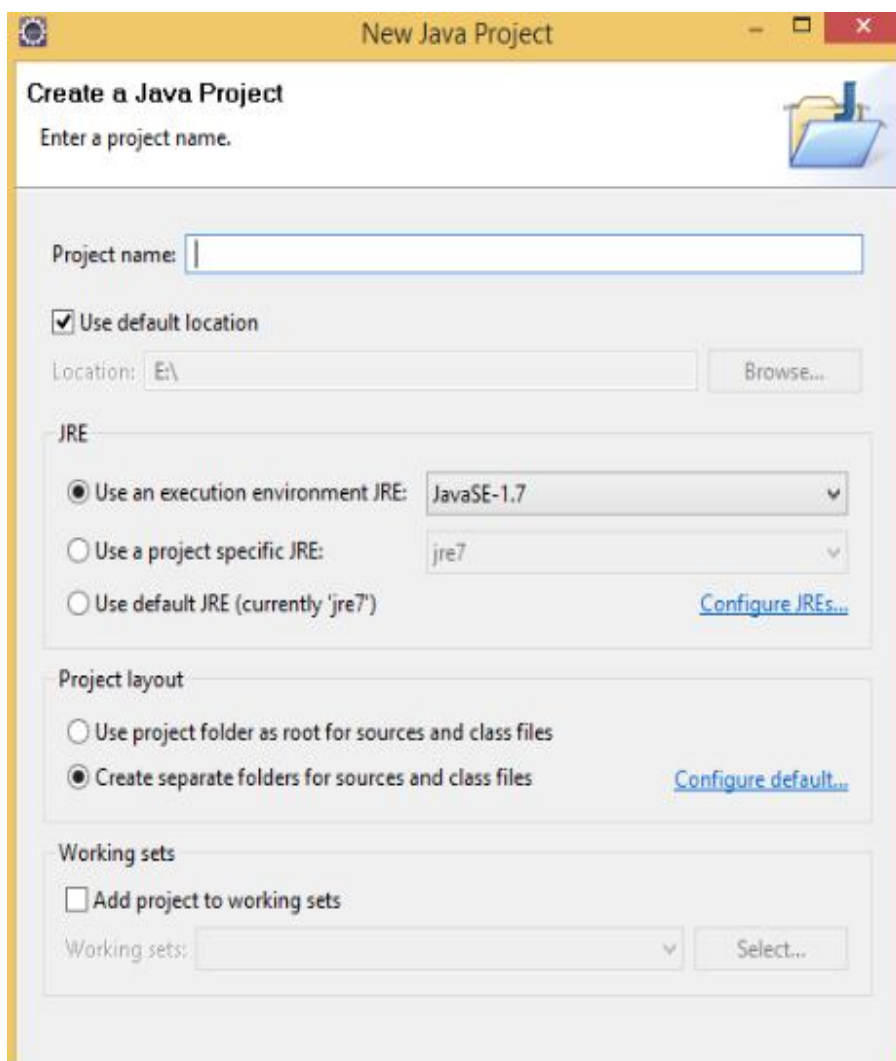 New Java Project
Create a Java Project
Enter a project name.
Project name:
Use default location
Location: E:\ Browse...
JRE
Use an execution environment JRE: JavaSE-1.7
Use a project specific JRE: jre7
Use default JRE (currently 'jre7') Configure JREs...
Project layout
Use project folder as root for sources and class files
Create separate folders for sources and class files Configure default...
Working sets
Add project to working sets
Working sets: Select...